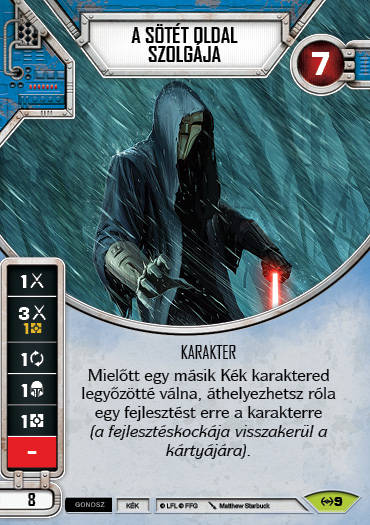 A SÖTÉT OLDAL
SZOLGÁJA
7
1
3
1
1
1
1
–
KARAKTER
Mielőtt egy másik Kék karaktered
legyőzötté válna, áthelyezhetsz róla
egy fejlesztést erre a karakterre
(a fejlesztéskockája visszakerül a
kártyájára).
8
GONOSZ
KÉK
© LFL © FFG
Matthew Starbuck
9